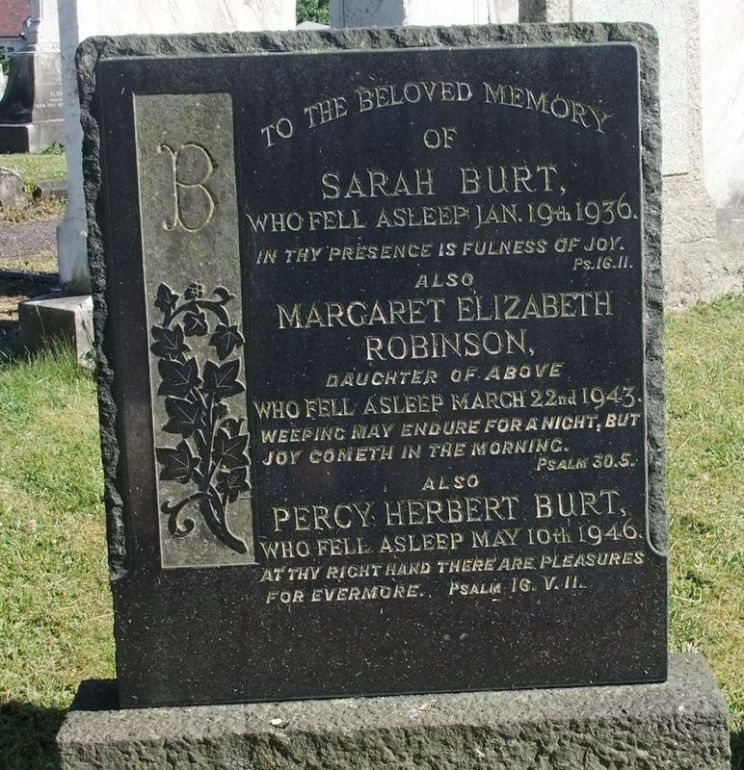 B
TO THE BELOVED MEMORY
OF
SARAH BURT,
WHO FELL ASLEEP JAN. 19th 1936.
IN THY PRESENCE IS FULNESS OF JOY.
Ps. 16. 11.
ALSO
MARGARET ELIZABETH
ROBINSON,
DAUGHTER OF ABOVE
WHO FELL ASLEEP MARCH 22nd 1943.
WEEPING MAY ENDURE FOR A NIGHT, BUT
JOY COMETH IN THE MORNING.
PSALM 30. 5.
ALSO
PERCY HERBERT BURT,
WHO FELL ASLEEP MAY 10th 1946.
AT THY RIGHT HAND THERE ARE PLEASURES
FOR EVERMORE. PSALM 16. V. 11.